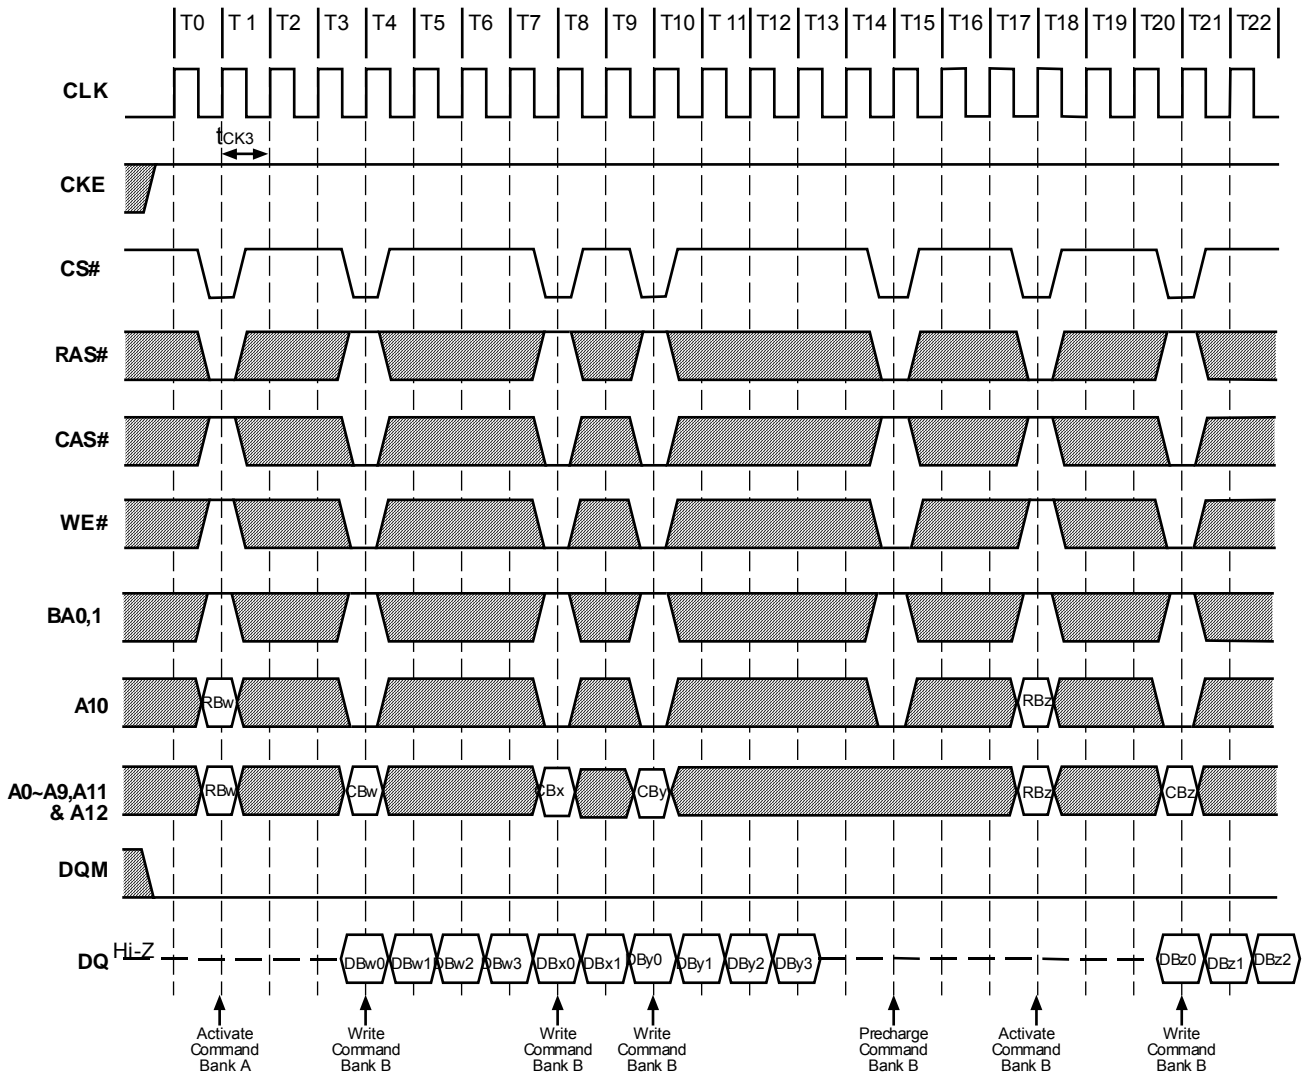 T0 T 1 T2 T3 T4 T5 T6 T7 T8 T9 T10 T 11 T12 T13 T14 T15 T16 T17 T18 T19 T20 T21 T22
CLK
tCK3
CKE
CS#
RAS#
CAS#
WE#
BA0,1
A10
RBw RBz
A0~A9,A11
& A12
RBw CBw CBx CBy RBz CBz
DQM
DQ Hi-Z
DBw0 DBw1 DBw2 DBw3 DBx0 DBx1 DBy0 DBy1 DBy2 DBy3 DBz0 DBz1 DBz2
Activate
Command
Bank A
Write
Command
Bank B
Write
Command
Bank B
Write
Command
Bank B
Precharge
Command
Bank B
Activate
Command
Bank B
Write
Command
Bank B